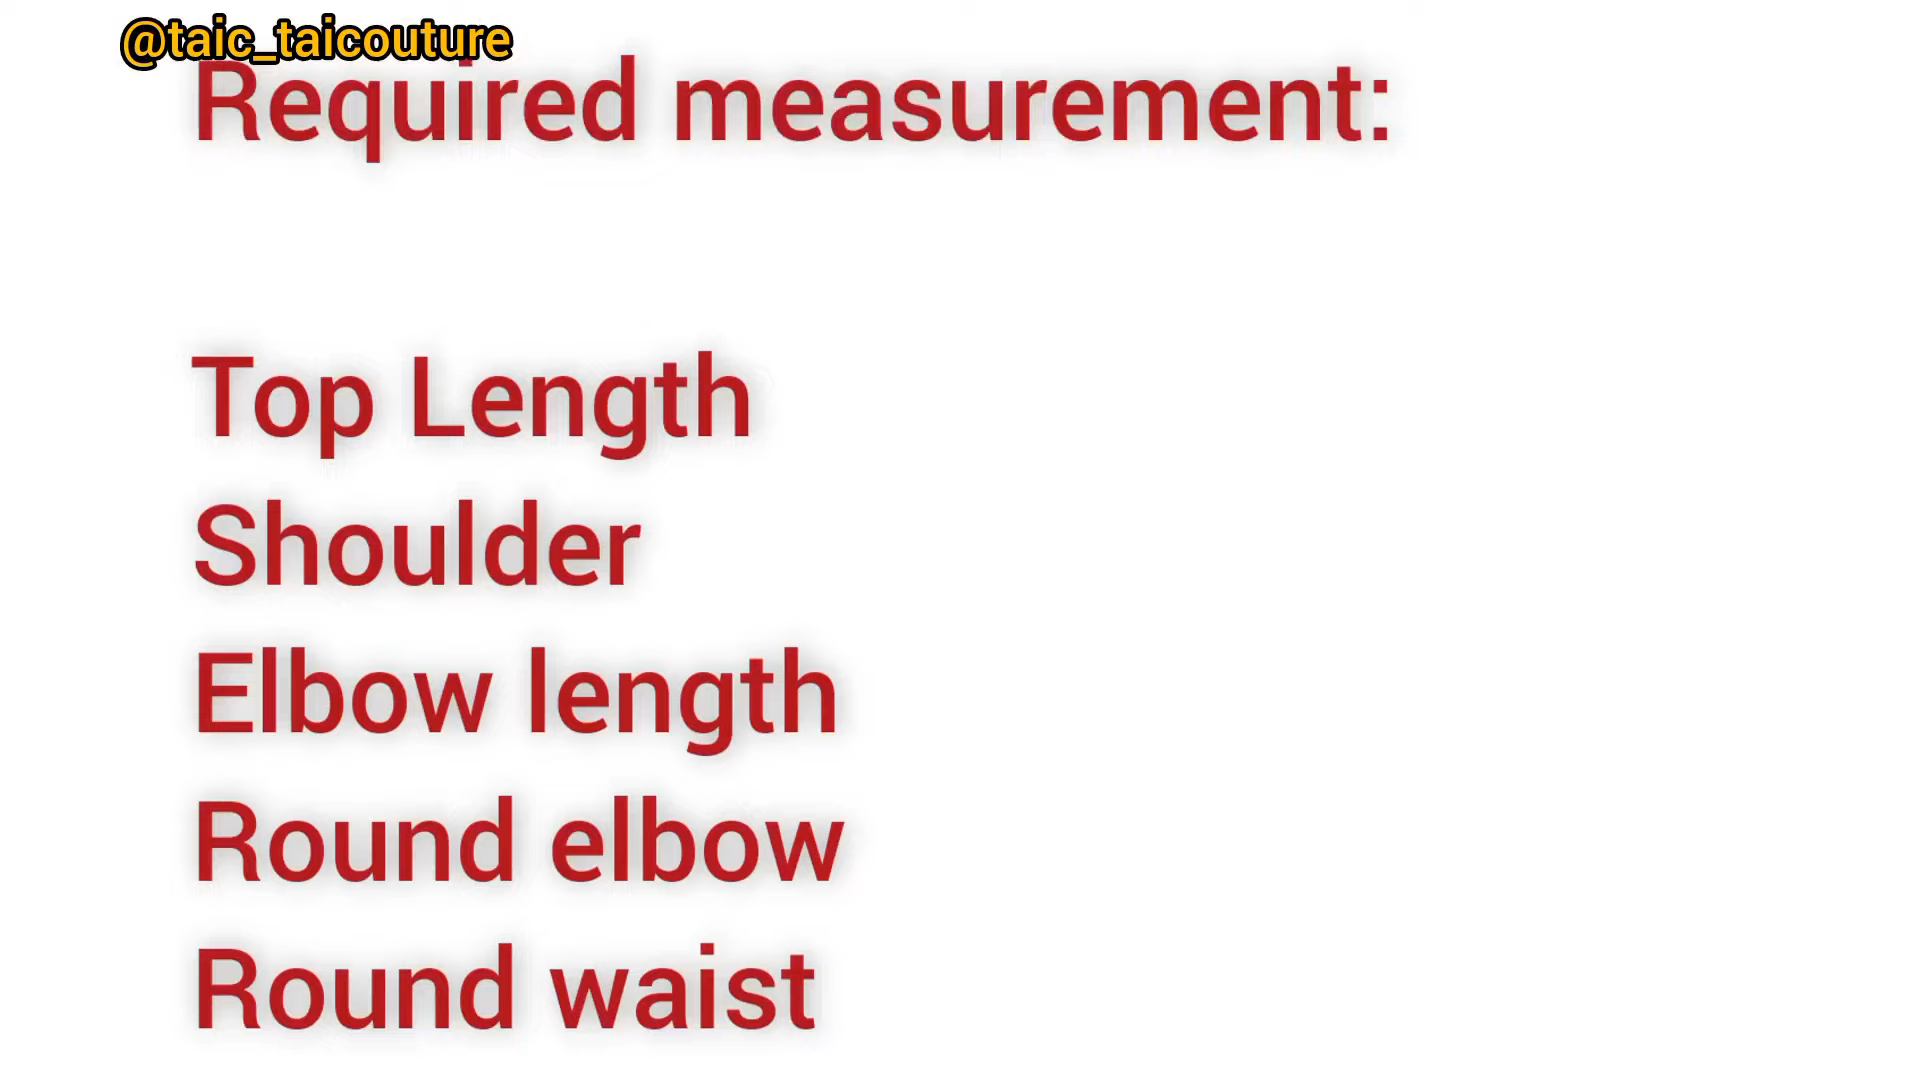 @taic_taicouture
Required measurement:
Top Length
Shoulder
Elbow length
Round elbow
Round waist